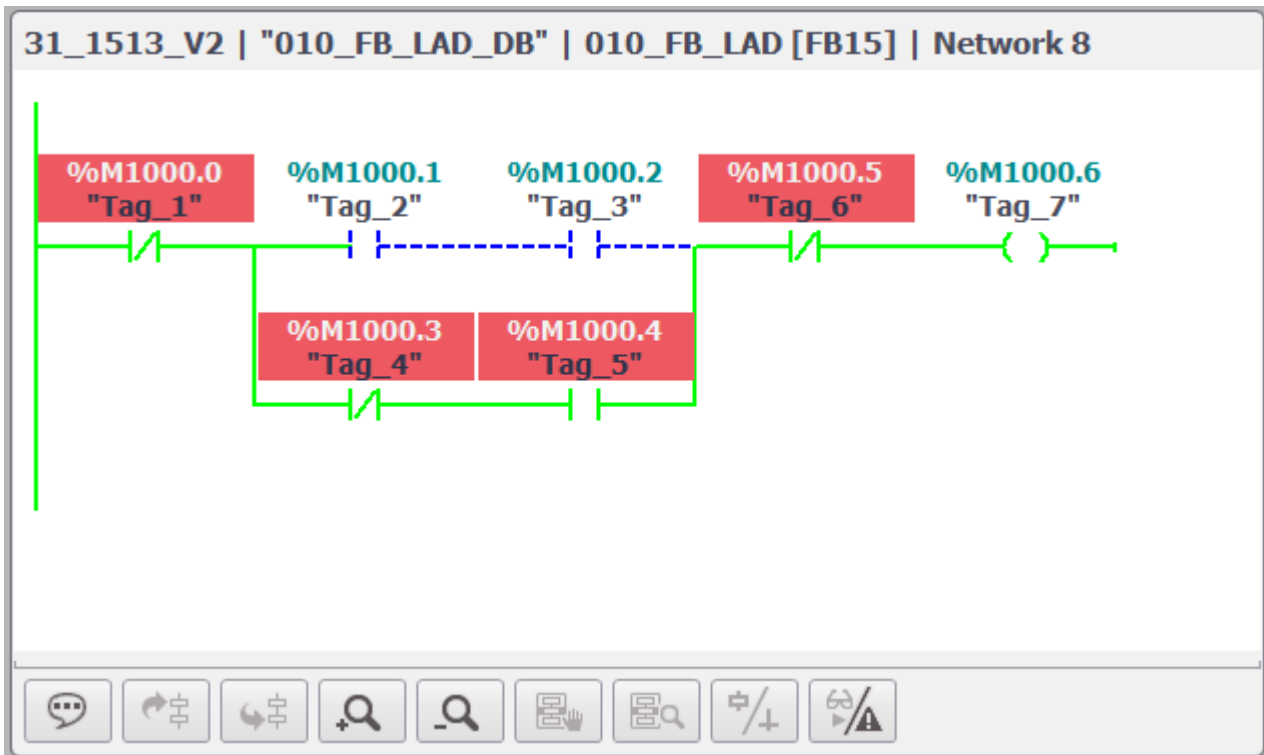 31_1513_V2 | "010_FB_LAD_DB" | 010_FB_LAD [FB15] | Network 8
%M1000.0 %M1000.1 %M1000.2 %M1000.5 %M1000.6
"Tag_1" "Tag_2" "Tag_3" "Tag_6" "Tag_7"
%M1000.3 %M1000.4
"Tag_4" "Tag_5"